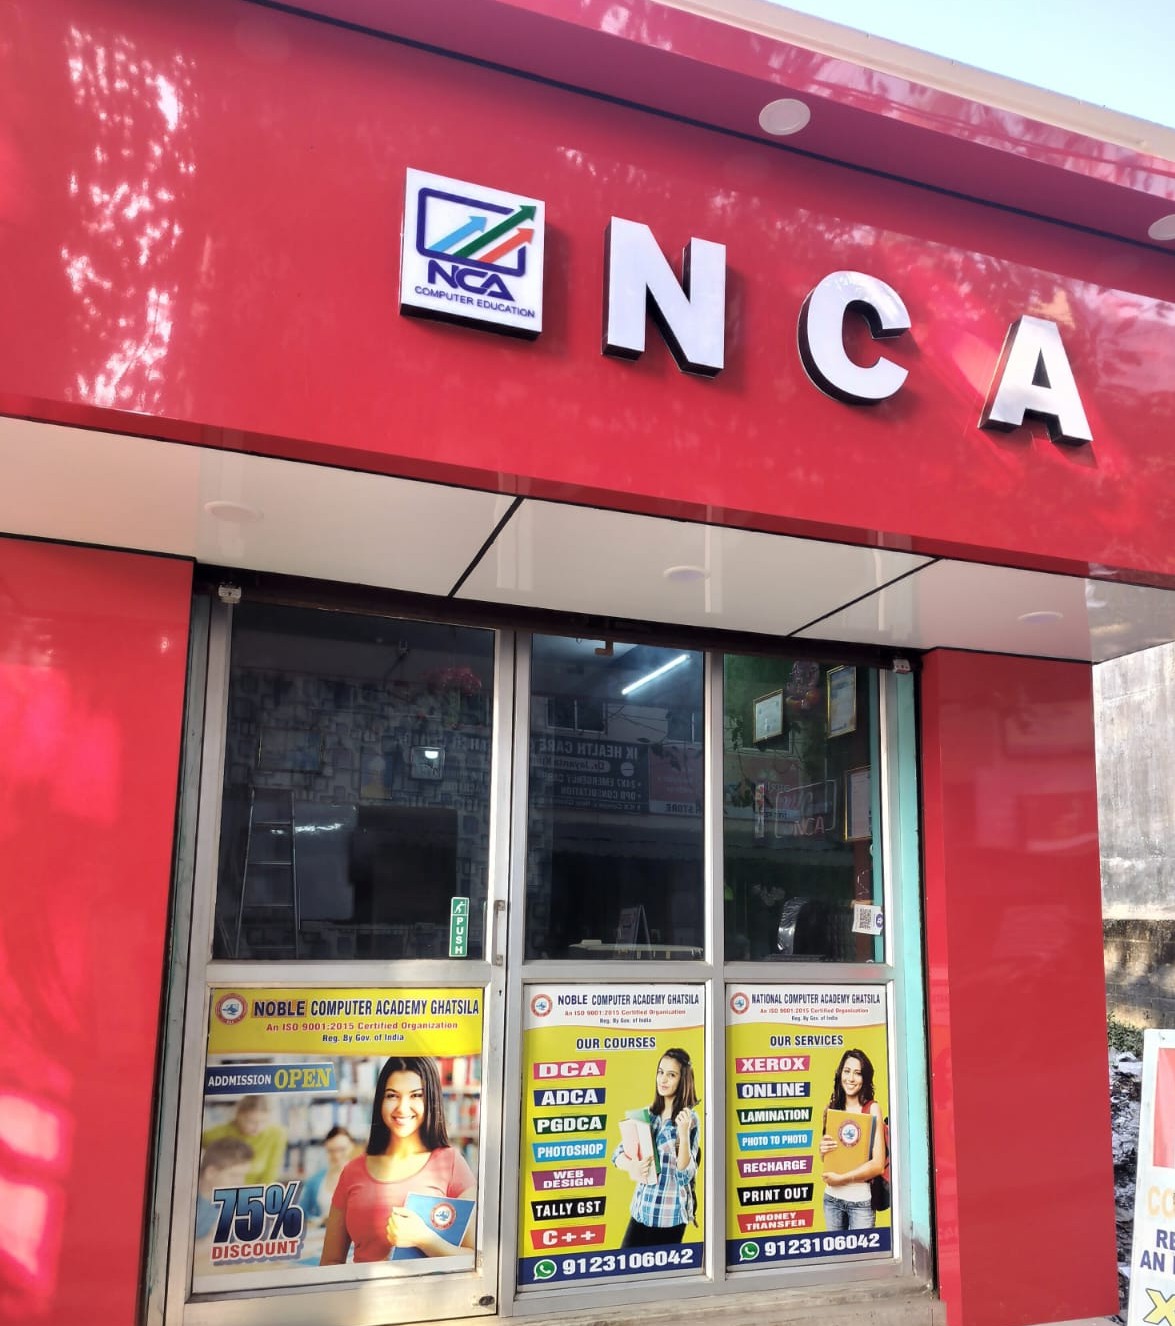 NCA
COMPUTER EDUCATION
N C A
PUSH
NOBLE COMPUTER ACADEMY GHATSILA
An ISO 9001:2015 Certified Organization
Reg. By Gov. of India
ADDMISSION OPEN
75%
DISCOUNT
NOBLE COMPUTER ACADEMY GHATSILA
An ISO 9001:2015 Certified Organization
Reg. By Gov. of India
OUR COURSES
DCA
ADCA
PGDCA
PHOTOSHOP
WEB
DESIGN
TALLY GST
C++
9123106042
NATIONAL COMPUTER ACADEMY GHATSILA
An ISO 9001:2015 Certified Organization
Reg. By Gov. of India
OUR SERVICES
XEROX
ONLINE
LAMINATION
PHOTO TO PHOTO
RECHARGE
PRINT OUT
MONEY
TRANSFER
9123106042